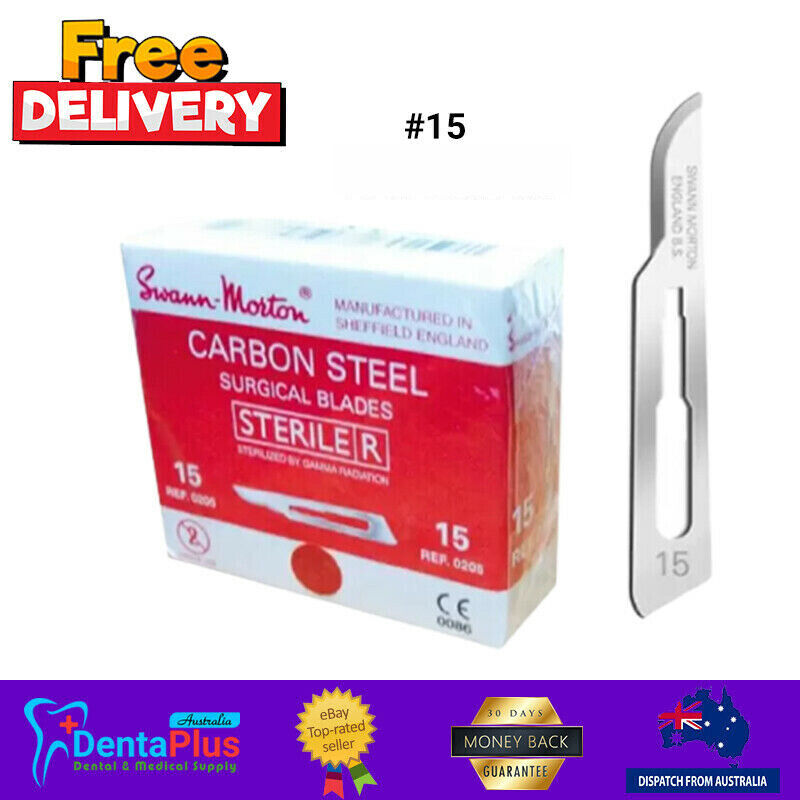 Free
DELIVERY
#15
SWANN MORTON
ENGLAND B.S.
Swann-Morton®
MANUFACTURED IN
SHEFFIELD ENGLAND
CARBON STEEL
SURGICAL BLADES
STERILE R
STERILIZED BY GAMMA RADIATION
15
REF. 0205
15
REF. 0205
15
2
CE
0086
15
Australia
DentaPlus
Dental & Medical Supply
eBay
Top-rated
seller
30 DAYS
MONEY BACK
GUARANTEE
DISPATCH FROM AUSTRALIA